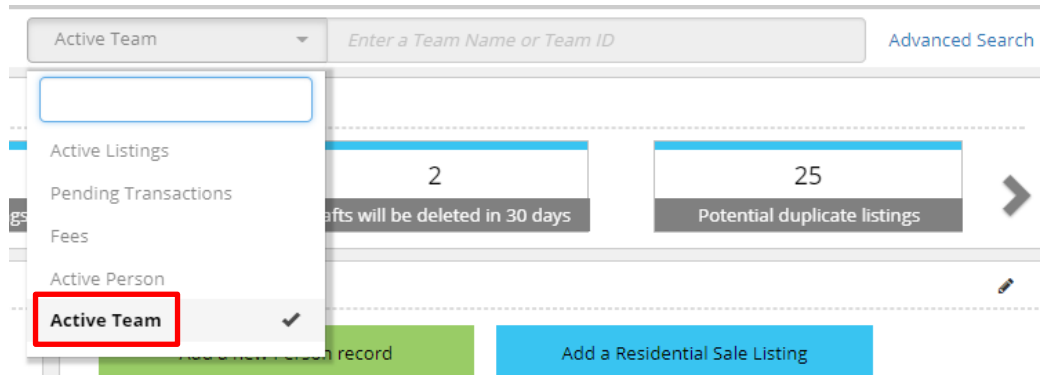 Active Team
Enter a Team Name or Team ID
Advanced Search
Active Listings
Pending Transactions
Fees
Active Person
Active Team
2
afts will be deleted in 30 days
25
Potential duplicate listings
gs
Add a new Person record
Add a Residential Sale Listing